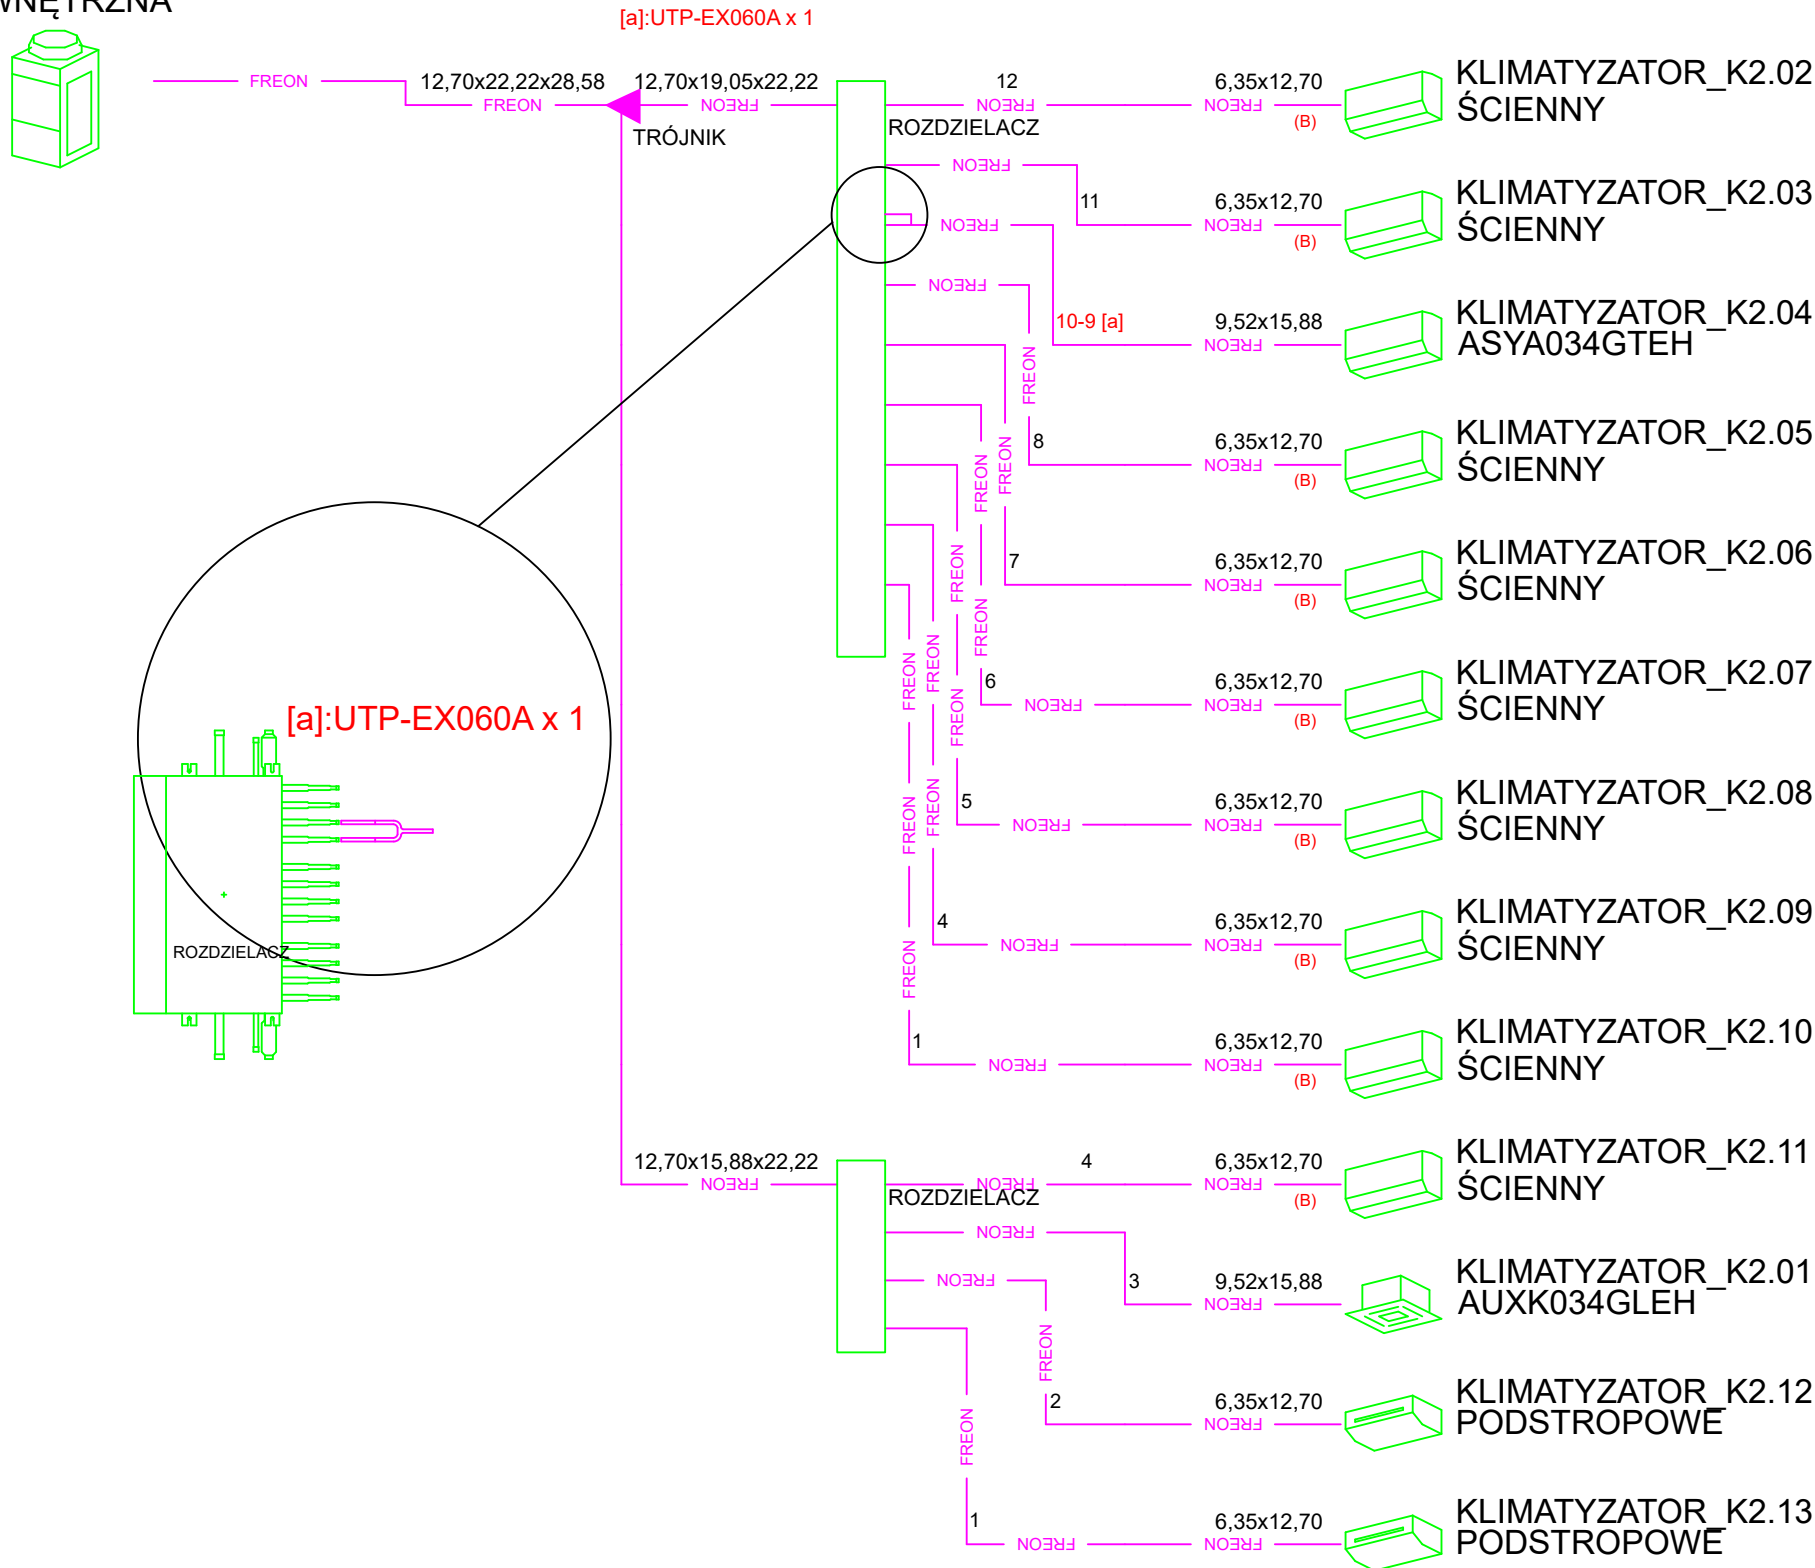 [a]:UTP-EX060A x 1
FREON
12,70x22,22x28,58
FREON
12,70x19,05x22,22
FREON
TRÓJNIK
ROZDZIELACZ
12
FREON
6,35x12,70
FREON
(B)
KLIMATYZATOR_K2.02
ŚCIENNY
FREON
11
6,35x12,70
FREON
(B)
KLIMATYZATOR_K2.03
ŚCIENNY
FREON
10-9 [a]
9,52x15,88
FREON
KLIMATYZATOR_K2.04
ASYA034GTEH
FREON
FREON
8
6,35x12,70
FREON
(B)
KLIMATYZATOR_K2.05
ŚCIENNY
FREON
7
6,35x12,70
FREON
(B)
KLIMATYZATOR_K2.06
ŚCIENNY
FREON
FREON
6
FREON
6,35x12,70
FREON
(B)
KLIMATYZATOR_K2.07
ŚCIENNY
FREON
FREON
5
FREON
6,35x12,70
FREON
(B)
KLIMATYZATOR_K2.08
ŚCIENNY
FREON
FREON
4
FREON
6,35x12,70
FREON
(B)
KLIMATYZATOR_K2.09
ŚCIENNY
FREON
FREON
FREON
1
FREON
6,35x12,70
FREON
(B)
KLIMATYZATOR_K2.10
ŚCIENNY
[a]:UTP-EX060A x 1
ROZDZIELACZ
12,70x15,88x22,22
FREON
ROZDZIELACZ
4
FREON
6,35x12,70
FREON
(B)
KLIMATYZATOR_K2.11
ŚCIENNY
FREON
3
9,52x15,88
FREON
KLIMATYZATOR_K2.01
AUXK034GLEH
FREON
FREON
2
6,35x12,70
FREON
KLIMATYZATOR_K2.12
PODSTROPOWE
FREON
1
FREON
6,35x12,70
FREON
KLIMATYZATOR_K2.13
PODSTROPOWE